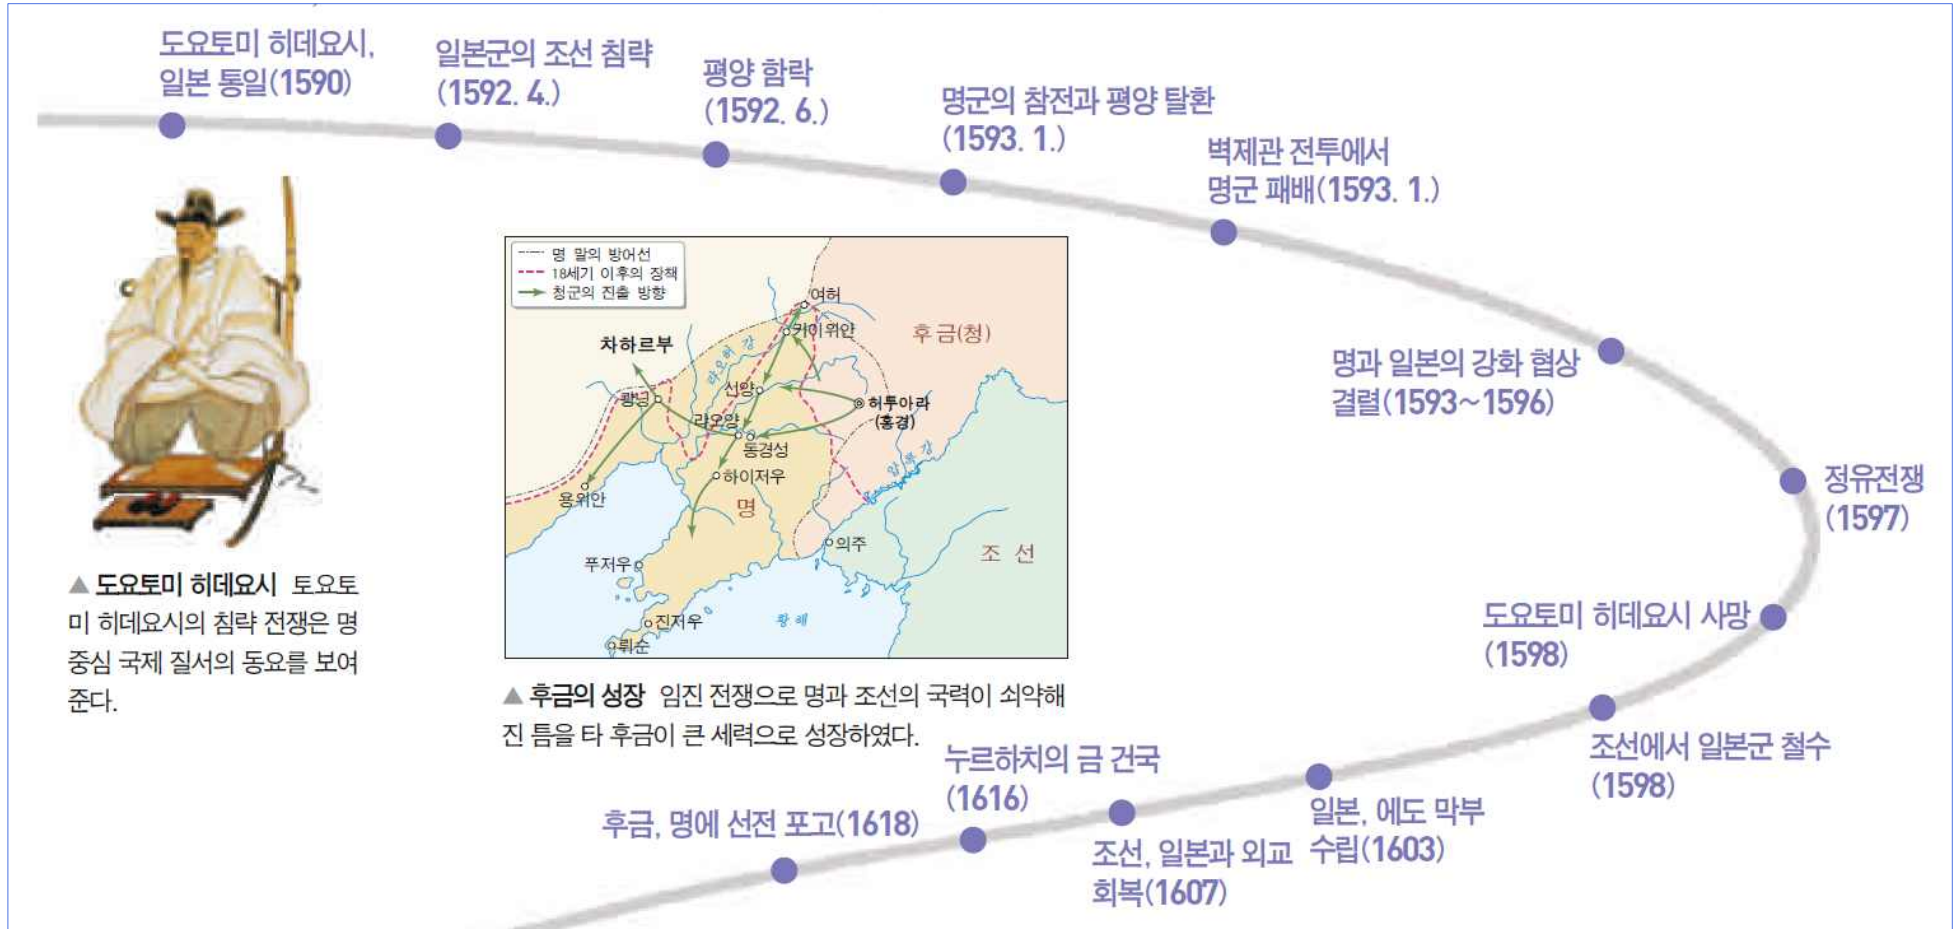 도요토미 히데요시,
일본 통일(1590)
일본군의 조선 침략
(1592. 4.)
평양 함락
(1592. 6.)
명군의 참전과 평양 탈환
(1593. 1.)
벽제관 전투에서
명군 패배(1593. 1.)
명과 일본의 강화 협상
결렬(1593~1596)
정유전쟁
(1597)
도요토미 히데요시 사망
(1598)
조선에서 일본군 철수
(1598)
일본, 에도 막부
수립(1603)
조선, 일본과 외교
회복(1607)
누르하치의 금 건국
(1616)
후금, 명에 선전 포고(1618)
▲ 도요토미 히데요시 토요토
미 히데요시의 침략 전쟁은 명
중심 국제 질서의 동요를 보여
준다.
명 말의 방어선
18세기 이후의 장책
청군의 진출 방향
여허
카이위안
후금(청)
차하르부
랴오허 강
선양
광닝
허투아라
(흥경)
랴오양
동경성
압록강
하이저우
용위안
명
의주
조선
푸저우
진저우
황해
뤼순
▲ 후금의 성장 임진 전쟁으로 명과 조선의 국력이 쇠약해
진 틈을 타 후금이 큰 세력으로 성장하였다.